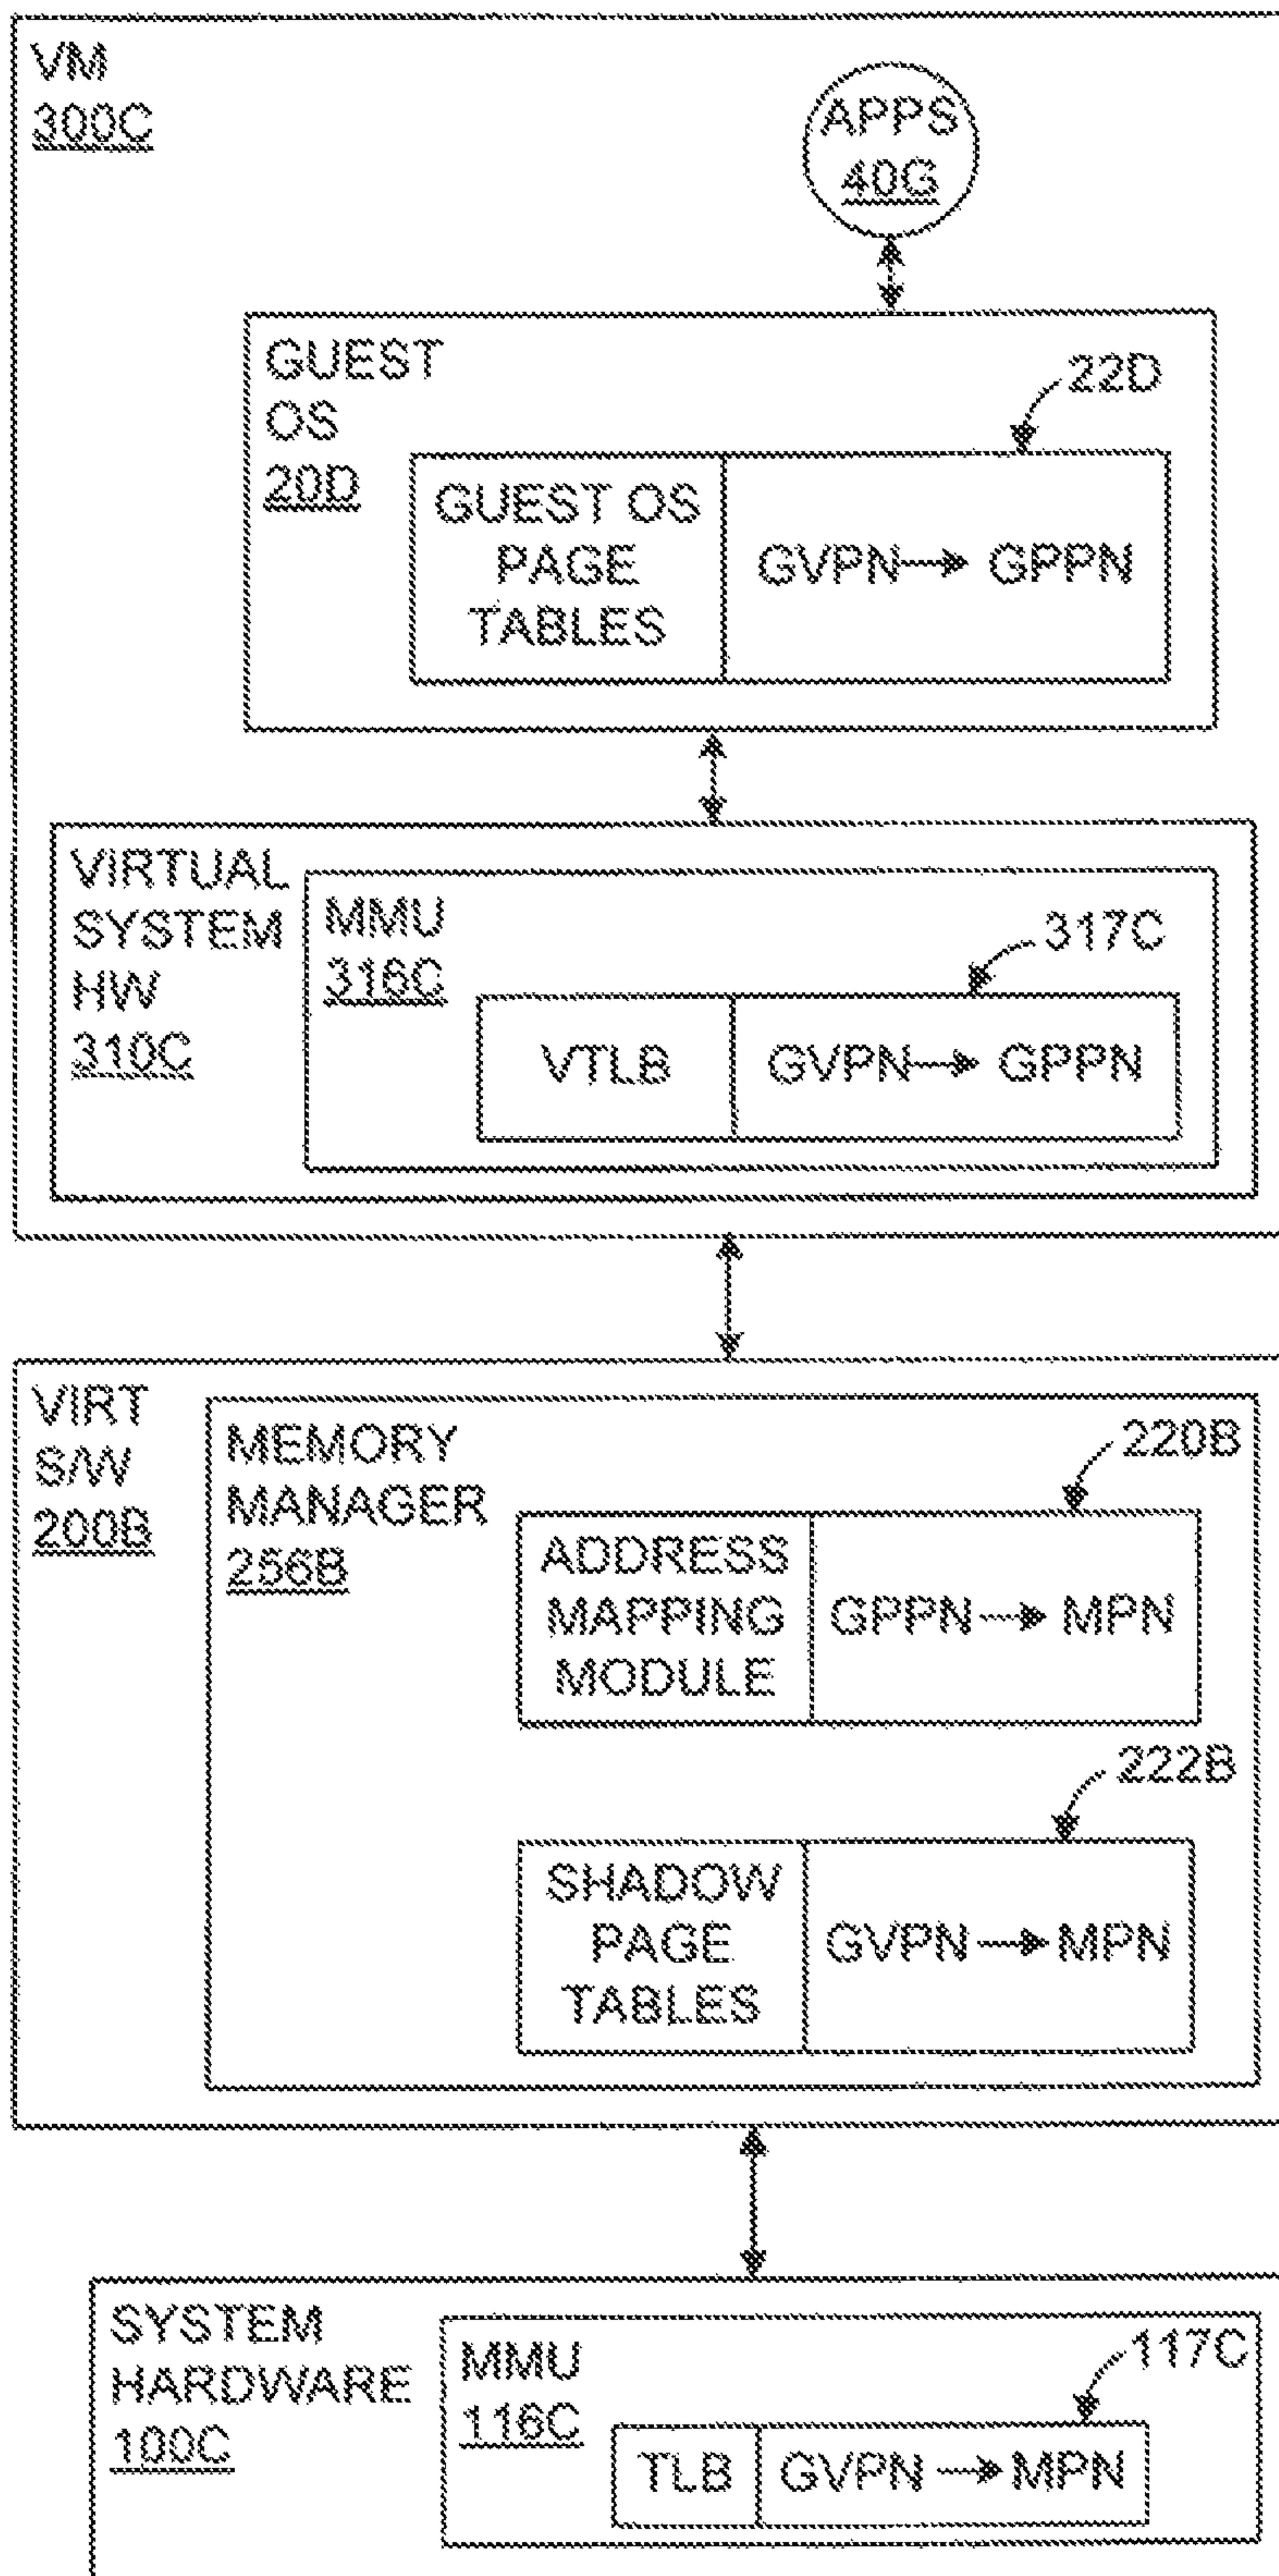 VM
300C
APPS
40G
GUEST
OS
20D
22D
GUEST OS
PAGE
TABLES
GVPN → GPPN
VIRTUAL
SYSTEM
HW
310C
MMU
316C
317C
VTLB
GVPN → GPPN
VIRT
S/W
200B
MEMORY
MANAGER
256B
220B
ADDRESS
MAPPING
MODULE
GPPN → MPN
222B
SHADOW
PAGE
TABLES
GVPN → MPN
SYSTEM
HARDWARE
100C
MMU
116C
117C
TLB
GVPN → MPN